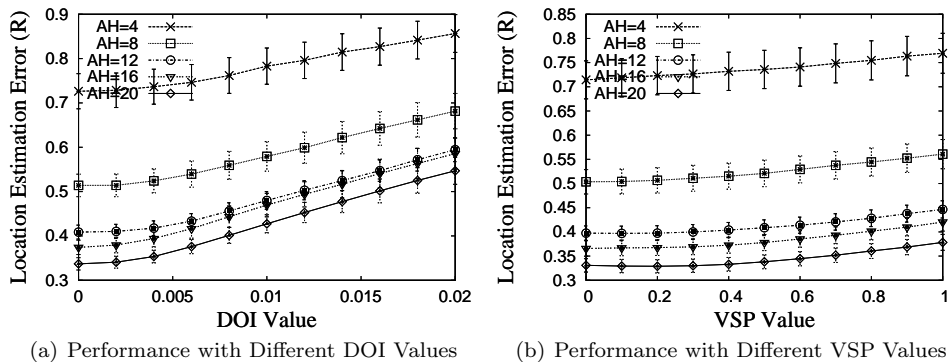 Location Estimation Error (R)
0.9
0.8
0.7
0.6
0.5
0.4
0.3
AH=4
AH=8
AH=12
AH=16
AH=20
0 0.005 0.01 0.015 0.02
DOI Value
(a) Performance with Different DOI Values
Location Estimation Error (R)
0.85
0.8
0.75
0.7
0.65
0.6
0.55
0.5
0.45
0.4
0.35
0.3
AH=4
AH=8
AH=12
AH=16
AH=20
0 0.2 0.4 0.6 0.8 1
VSP Value
(b) Performance with Different VSP Values